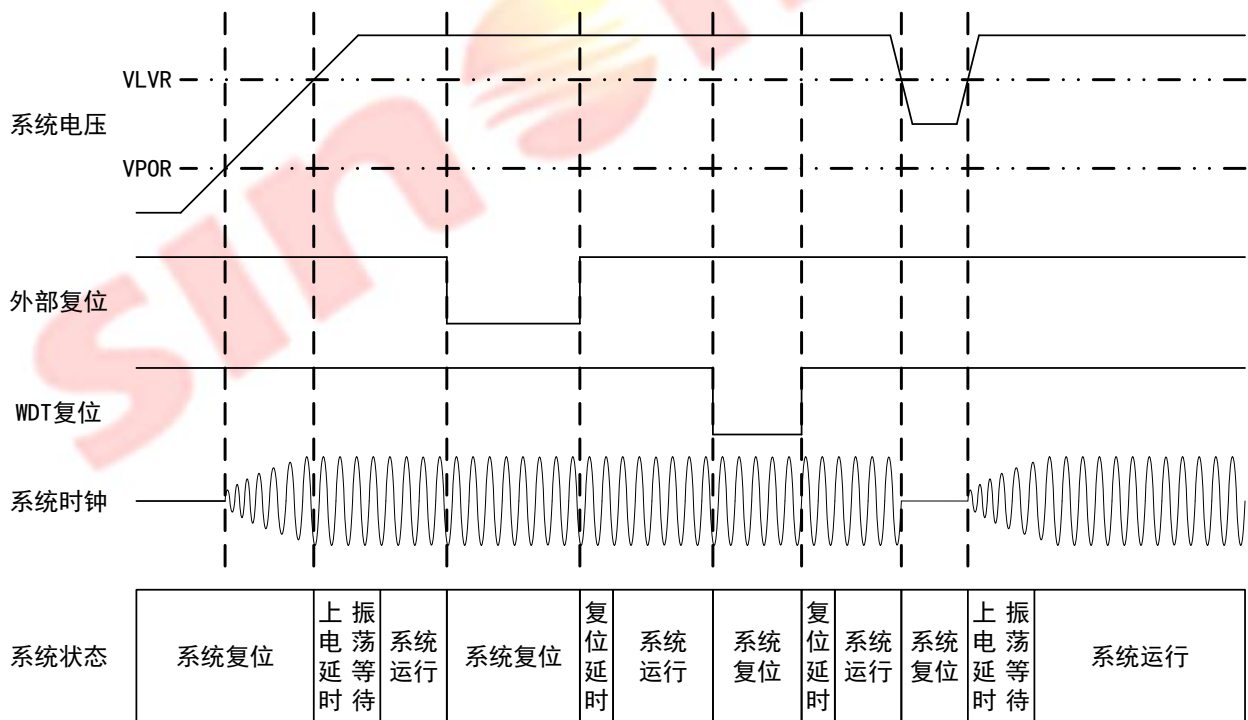 VLVR
系统电压
VPOR
外部复位
WDT复位
系统时钟
系统状态
系统复位
上电延时
振荡等待
系统运行
系统复位
复位延时
系统运行
系统复位
复位延时
系统运行
系统复位
上电延时
振荡等待
系统运行
sin